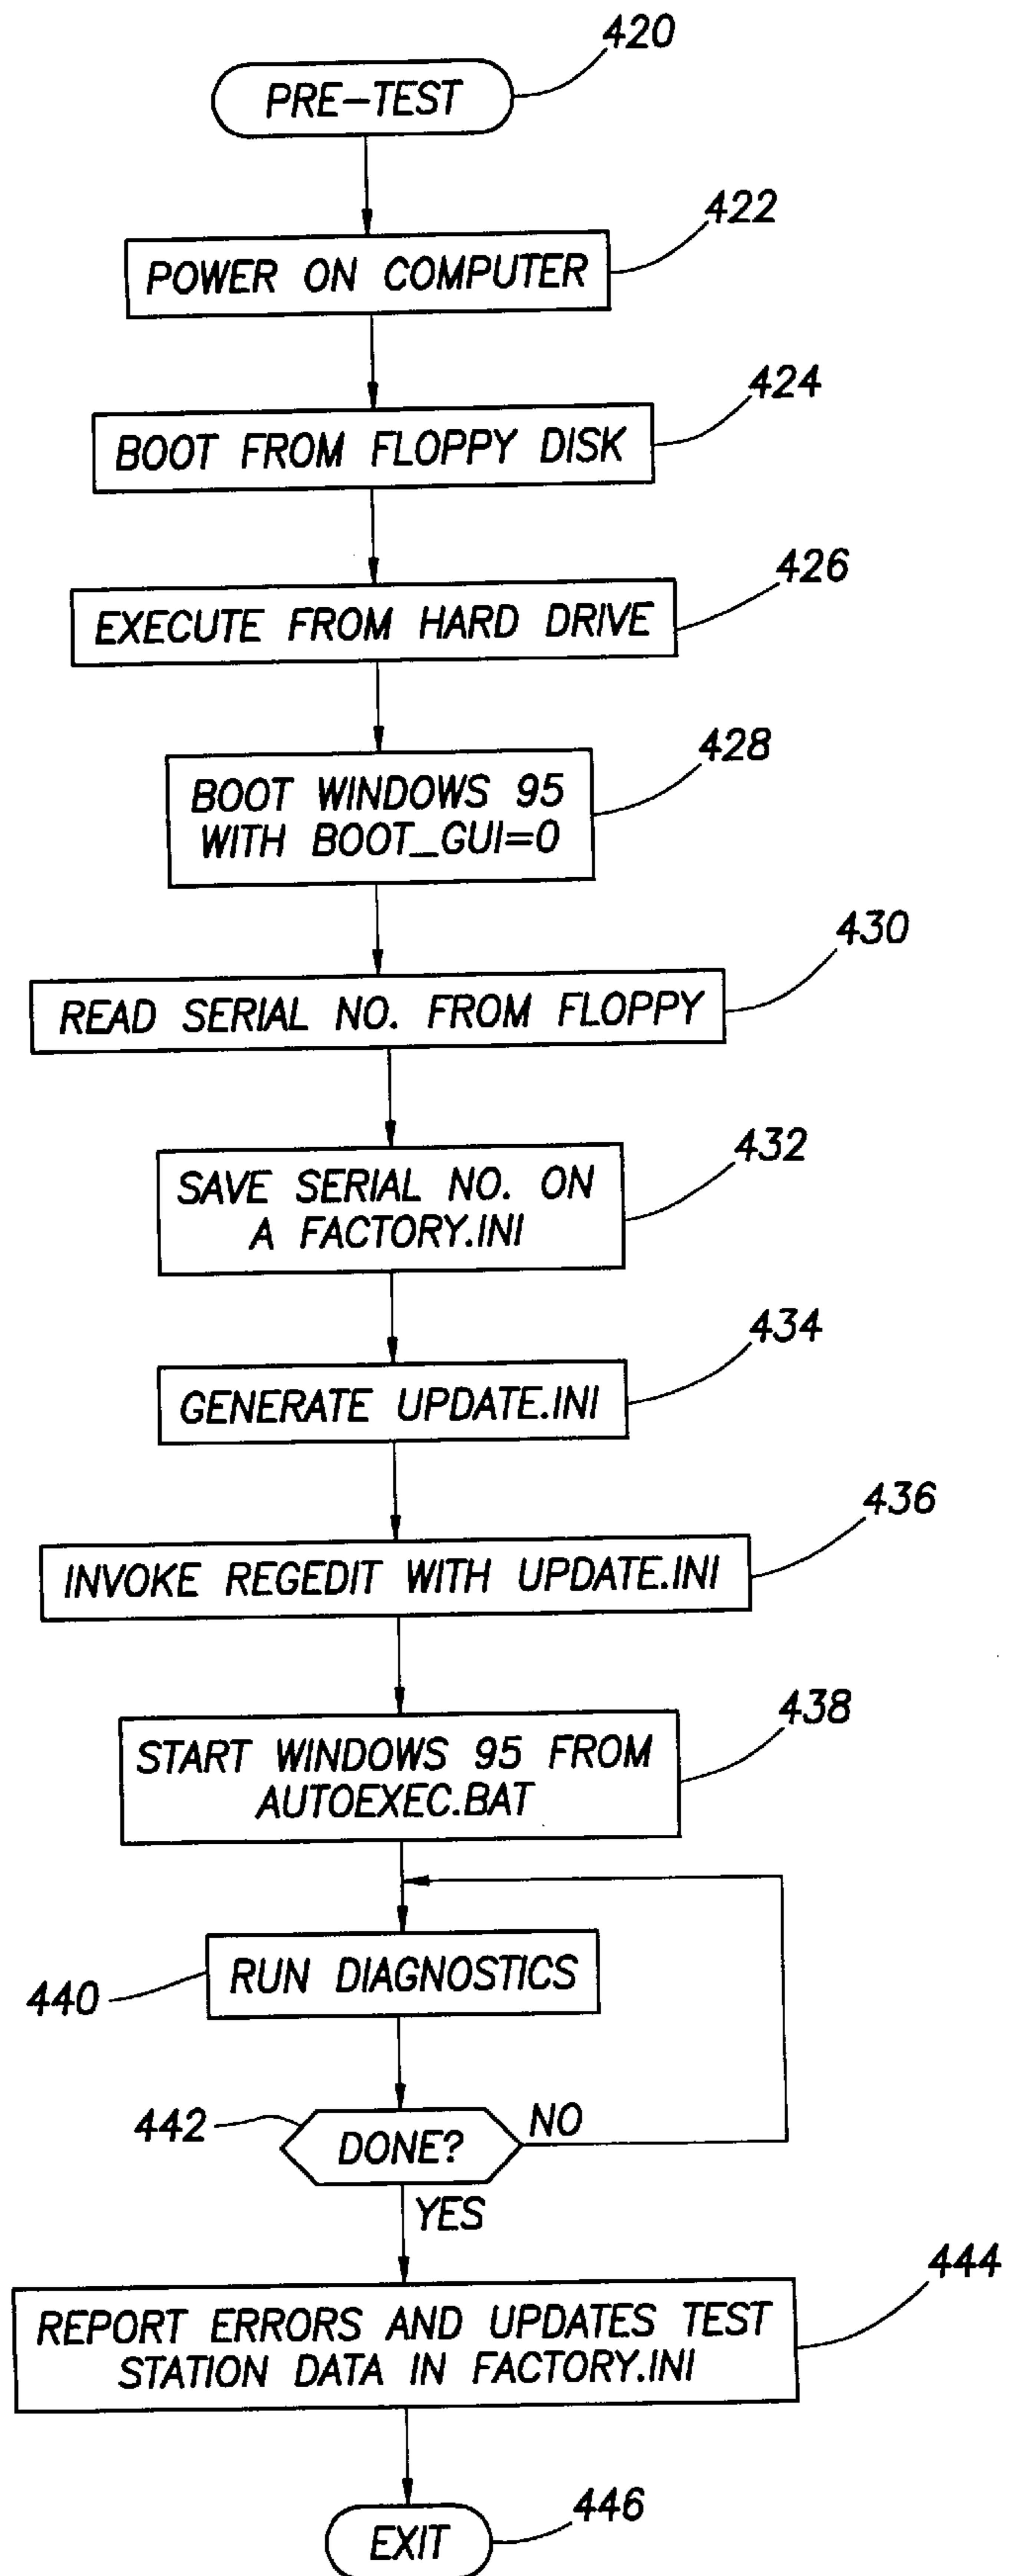 420
PRE-TEST
422
POWER ON COMPUTER
424
BOOT FROM FLOPPY DISK
426
EXECUTE FROM HARD DRIVE
428
BOOT WINDOWS 95
WITH BOOT_GUI=0
430
READ SERIAL NO. FROM FLOPPY
432
SAVE SERIAL NO. ON
A FACTORY.INI
434
GENERATE UPDATE.INI
436
INVOKE REGEDIT WITH UPDATE.INI
438
START WINDOWS 95 FROM
AUTOEXEC.BAT
RUN DIAGNOSTICS
440
442
NO
DONE?
YES
444
REPORT ERRORS AND UPDATES TEST
STATION DATA IN FACTORY.INI
446
EXIT